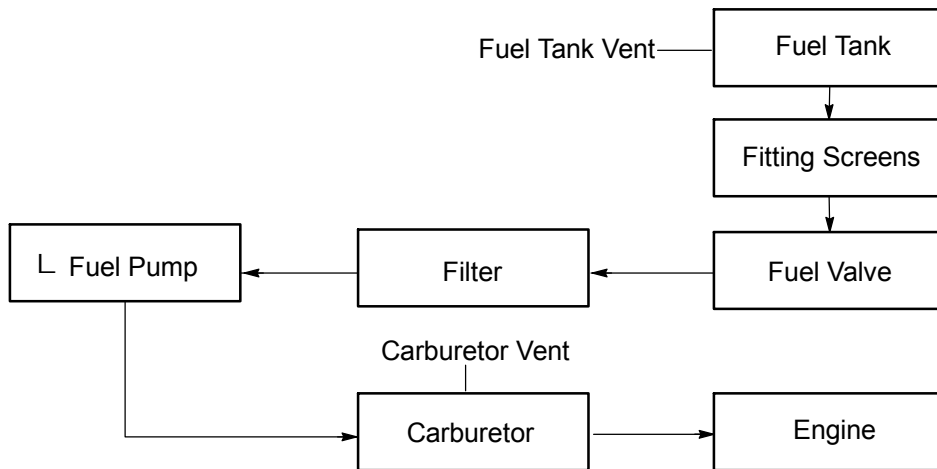 Fuel Tank Vent
Fuel Tank
Fitting Screens
Fuel Pump
Filter
Fuel Valve
Carburetor Vent
Carburetor
Engine